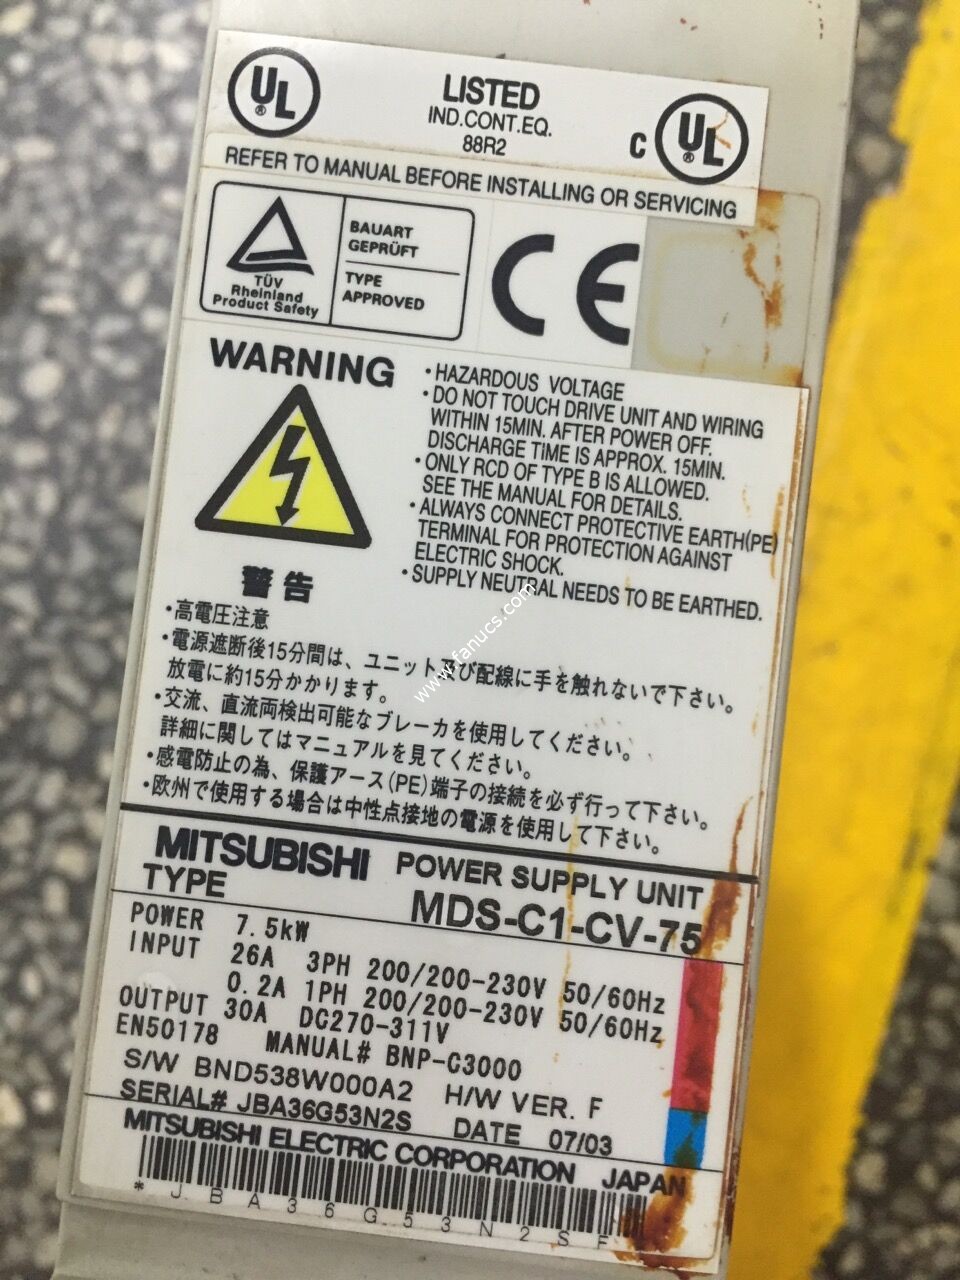 UL
LISTED
IND.CONT.EQ.
88R2
C UL
REFER TO MANUAL BEFORE INSTALLING OR SERVICING
TÜV
Rheinland
Product Safety
BAUART
GEPRÜFT
TYPE
APPROVED
CE
WARNING
・HAZARDOUS VOLTAGE
・DO NOT TOUCH DRIVE UNIT AND WIRING
WITHIN 15MIN. AFTER POWER OFF.
DISCHARGE TiME IS APPROX. 15MIN.
・ONLY RCD OF TYPE B IS ALLOWED.
SEE THE MANUAL FOR DETAILS.
・ALWAYS CONNECT PROTECTIVE EARTH(PE)
TERMINAL FOR PROTECTION AGAINST
ELECTRIC SHOCK.
・SUPPLY NEUTRAL NEEDS TO BE EARTHED.
警告
・高電圧注意
・電源遮断後15分間は、ユニット及び配線に手を触れないで下さい。
放電に約15分かかります。
・交流、直流両検出可能なブレーカを使用してください。
詳細に関してはマニュアルを見てください。
・感電防止の為、保護アース(PE)端子の接続を必ず行って下さい。
・欧州で使用する場合は中性点接地の電源を使用して下さい。
www.fanucs.com
MITSUBISHI POWER SUPPLY UNIT
TYPE MDS-C1-CV-75
POWER 7.5kW
INPUT 26A 3PH 200/200-230V 50/60Hz
0.2A 1PH 200/200-230V 50/60Hz
OUTPUT 30A DC270-311V
EN50178 MANUAL# BNP-C3000
S/W BND538W000A2 H/W VER. F
SERIAL# JBA36G53N2S DATE 07/03
MITSUBISHI ELECTRIC CORPORATION JAPAN
* J B A 3 6 G 5 3 N 2 S F